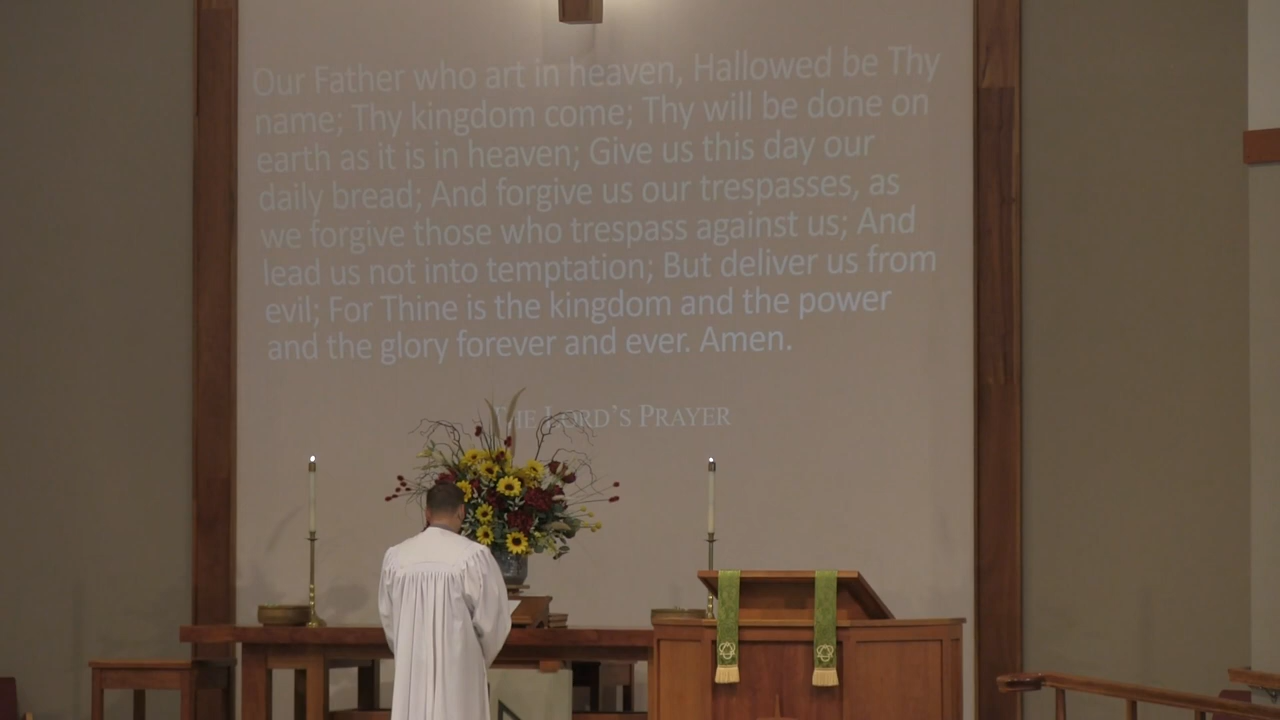 Our Father who art in heaven, Hallowed be Thy
name; Thy kingdom come; Thy will be done on
earth as it is in heaven; Give us this day our
daily bread; And forgive us our trespasses, as
we forgive those who trespass against us; And
lead us not into temptation; But deliver us from
evil; For Thine is the kingdom and the power
and the glory forever and ever. Amen.
THE LORD'S PRAYER